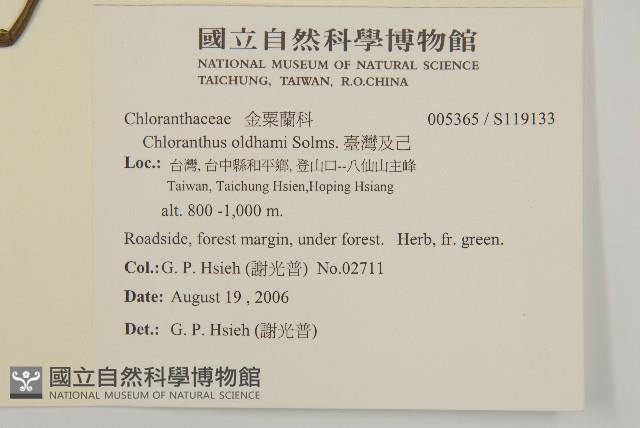 國立自然科學博物館
NATIONAL MUSEUM OF NATURAL SCIENCE
TAICHUNG, TAIWAN, R.O.CHINA
Chloranthaceae 金粟蘭科 005365 / S119133
Chloranthus oldhami Solms. 臺灣及己
Loc.: 台灣, 台中縣和平鄉, 登山口--八仙山主峰
Taiwan, Taichung Hsien,Hoping Hsiang
alt. 800 -1,000 m.
Roadside, forest margin, under forest. Herb, fr. green.
Col.:G. P. Hsieh (謝光普) No.02711
Date: August 19 , 2006
Det.: G. P. Hsieh (謝光普)
國立自然科學博物館
NATIONAL MUSEUM OF NATURAL SCIENCE